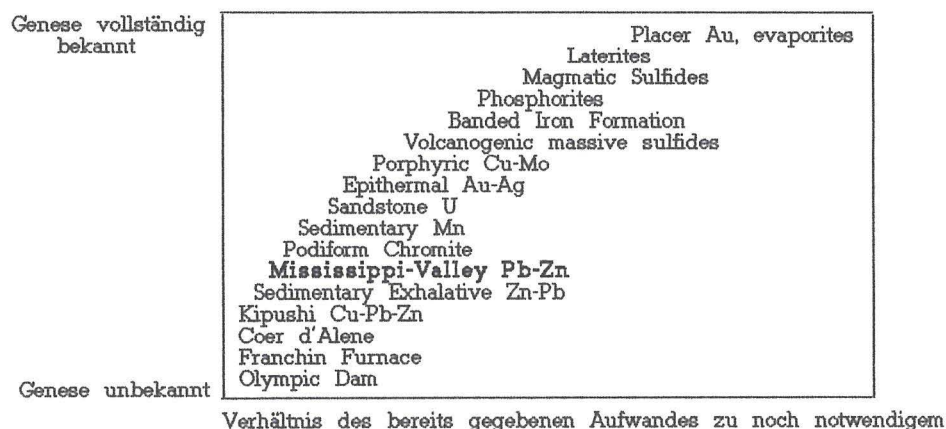 Genese vollständig
bekannt
Placer Au, evaporites
Laterites
Magmatic Sulfides
Phosphorites
Banded Iron Formation
Volcanogenic massive sulfides
Porphyric Cu-Mo
Epithermal Au-Ag
Sandstone U
Sedimentary Mn
Podiform Chromite
Mississippi-Valley Pb-Zn
Sedimentary Exhalative Zn-Pb
Kipushi Cu-Pb-Zn
Coer d'Alene
Franchin Furnace
Olympic Dam
Genese unbekannt
Verhältnis des bereits gegebenen Aufwandes zu noch notwendigem